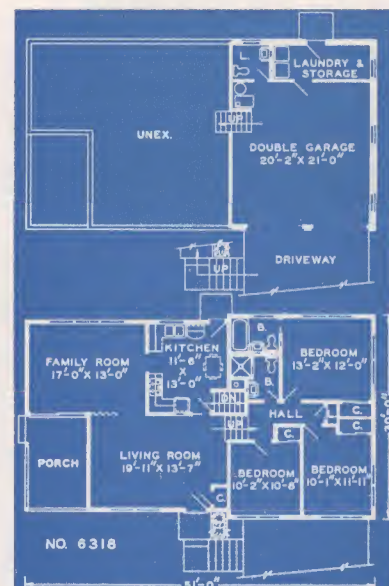 L.
LAUNDRY &
STORAGE
UNEX.
UP
DOUBLE GARAGE
20'-2" X 21'-0"
DRIVEWAY
UP
KITCHEN
11'-6"
X
13'-0"
B.
B.
BEDROOM
13'-2" X 12'-0"
FAMILY ROOM
17'-0" X 13'-0"
DN
HALL
C.
C.
UP
C.
PORCH
LIVING ROOM
19'-11" X 13'-7"
BEDROOM
10'-2" X 10'-8"
BEDROOM
10'-1" X 11'-11"
C.
NO. 6318
51'-0"